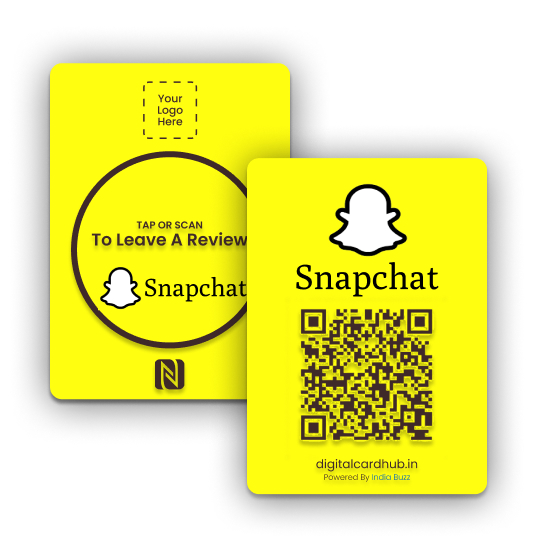 Your
Logo
Here
TAP OR SCAN
To Leave A Review
Snapchat
Snapchat
digitalcardhub.in
Powered By India Buzz